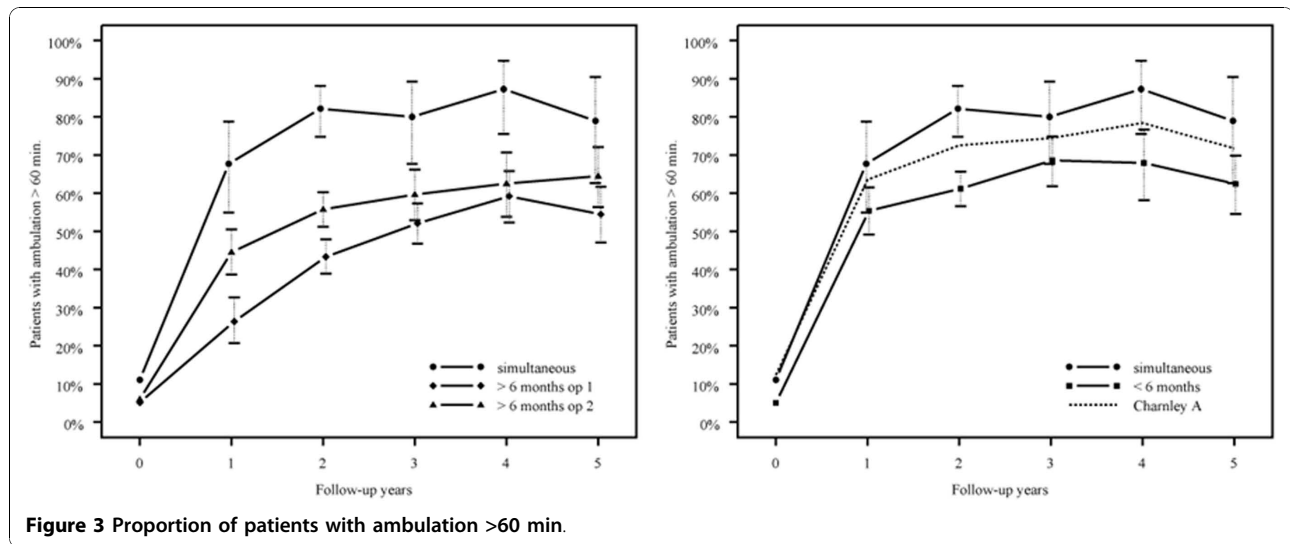 100%
90%
80%
70%
60%
50%
40%
30%
20%
10%
0%
Patients with ambulation > 60 min.
simultaneous
> 6 months op 1
> 6 months op 2
0 1 2 3 4 5
Follow-up years
100%
90%
80%
70%
60%
50%
40%
30%
20%
10%
0%
Patients with ambulation > 60 min.
simultaneous
< 6 months
Charnley A
0 1 2 3 4 5
Follow-up years
Figure 3 Proportion of patients with ambulation >60 min.